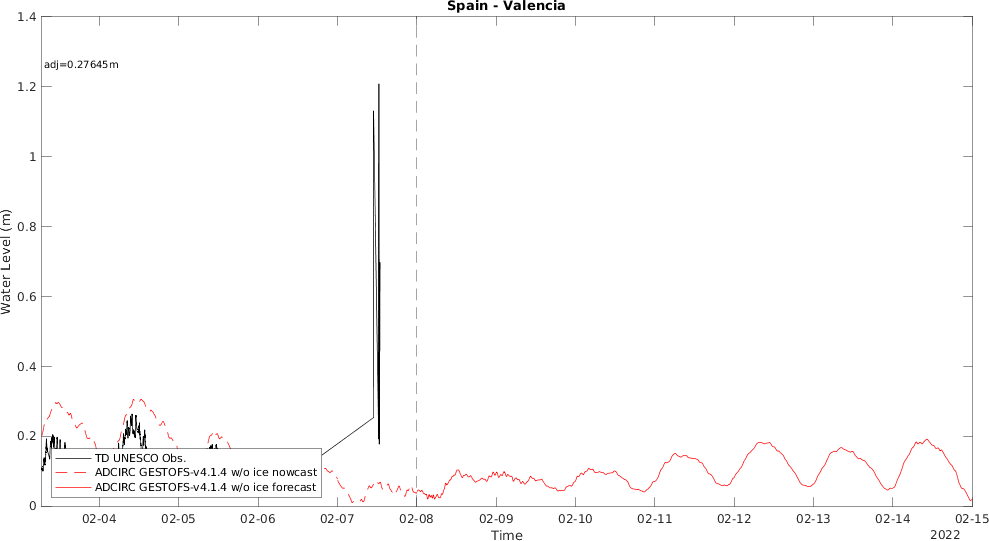 Spain - Valencia
1.4
adj=0.27645m
1.2
1
0.8
0.6
0.4
0.2
0
Water Level (m)
TD UNESCO Obs.
ADCIRC GESTOFS-v4.1.4 w/o ice nowcast
ADCIRC GESTOFS-v4.1.4 w/o ice forecast
02-04 02-05 02-06 02-07 02-08 02-09 02-10 02-11 02-12 02-13 02-14 02-15
Time
2022